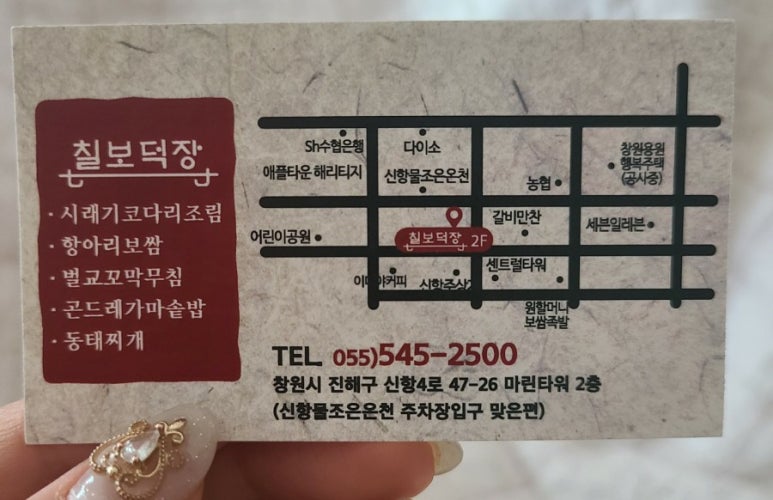 칠보덕장
· 시래기코다리조림
· 항아리보쌈
· 벌교꼬막무침
· 곤드레가마솥밥
· 동태찌개
Sh수협은행
다이소
애플타운 해리티지
신항물조은온천
농협
창원용원
행복주택
(공사중)
어린이공원
칠보덕장 2F
갈비만찬
세븐일레븐
센트럴타워
원할머니
보쌈족발
TEL. 055)545-2500
창원시 진해구 신항4로 47-26 마린타워 2층
(신항물조은온천 주차장입구 맞은편)